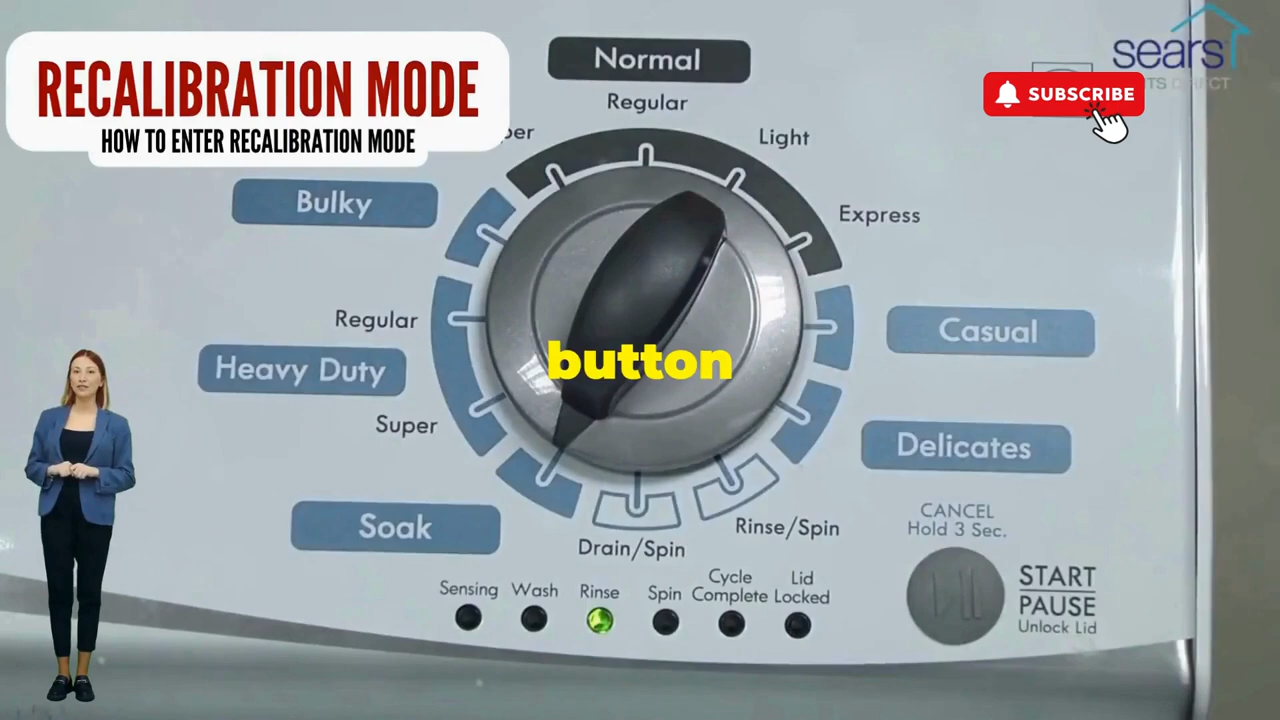 RECALIBRATION MODE
HOW TO ENTER RECALIBRATION MODE
sears
DIRECT
SUBSCRIBE
Normal
Regular
Light
Express
Bulky
Regular
Heavy Duty
Super
button
Casual
Delicates
Soak
Drain/Spin
Rinse/Spin
CANCEL
Hold 3 Sec.
Sensing
Wash
Rinse
Spin
Cycle
Complete
Lid
Locked
START
PAUSE
Unlock Lid